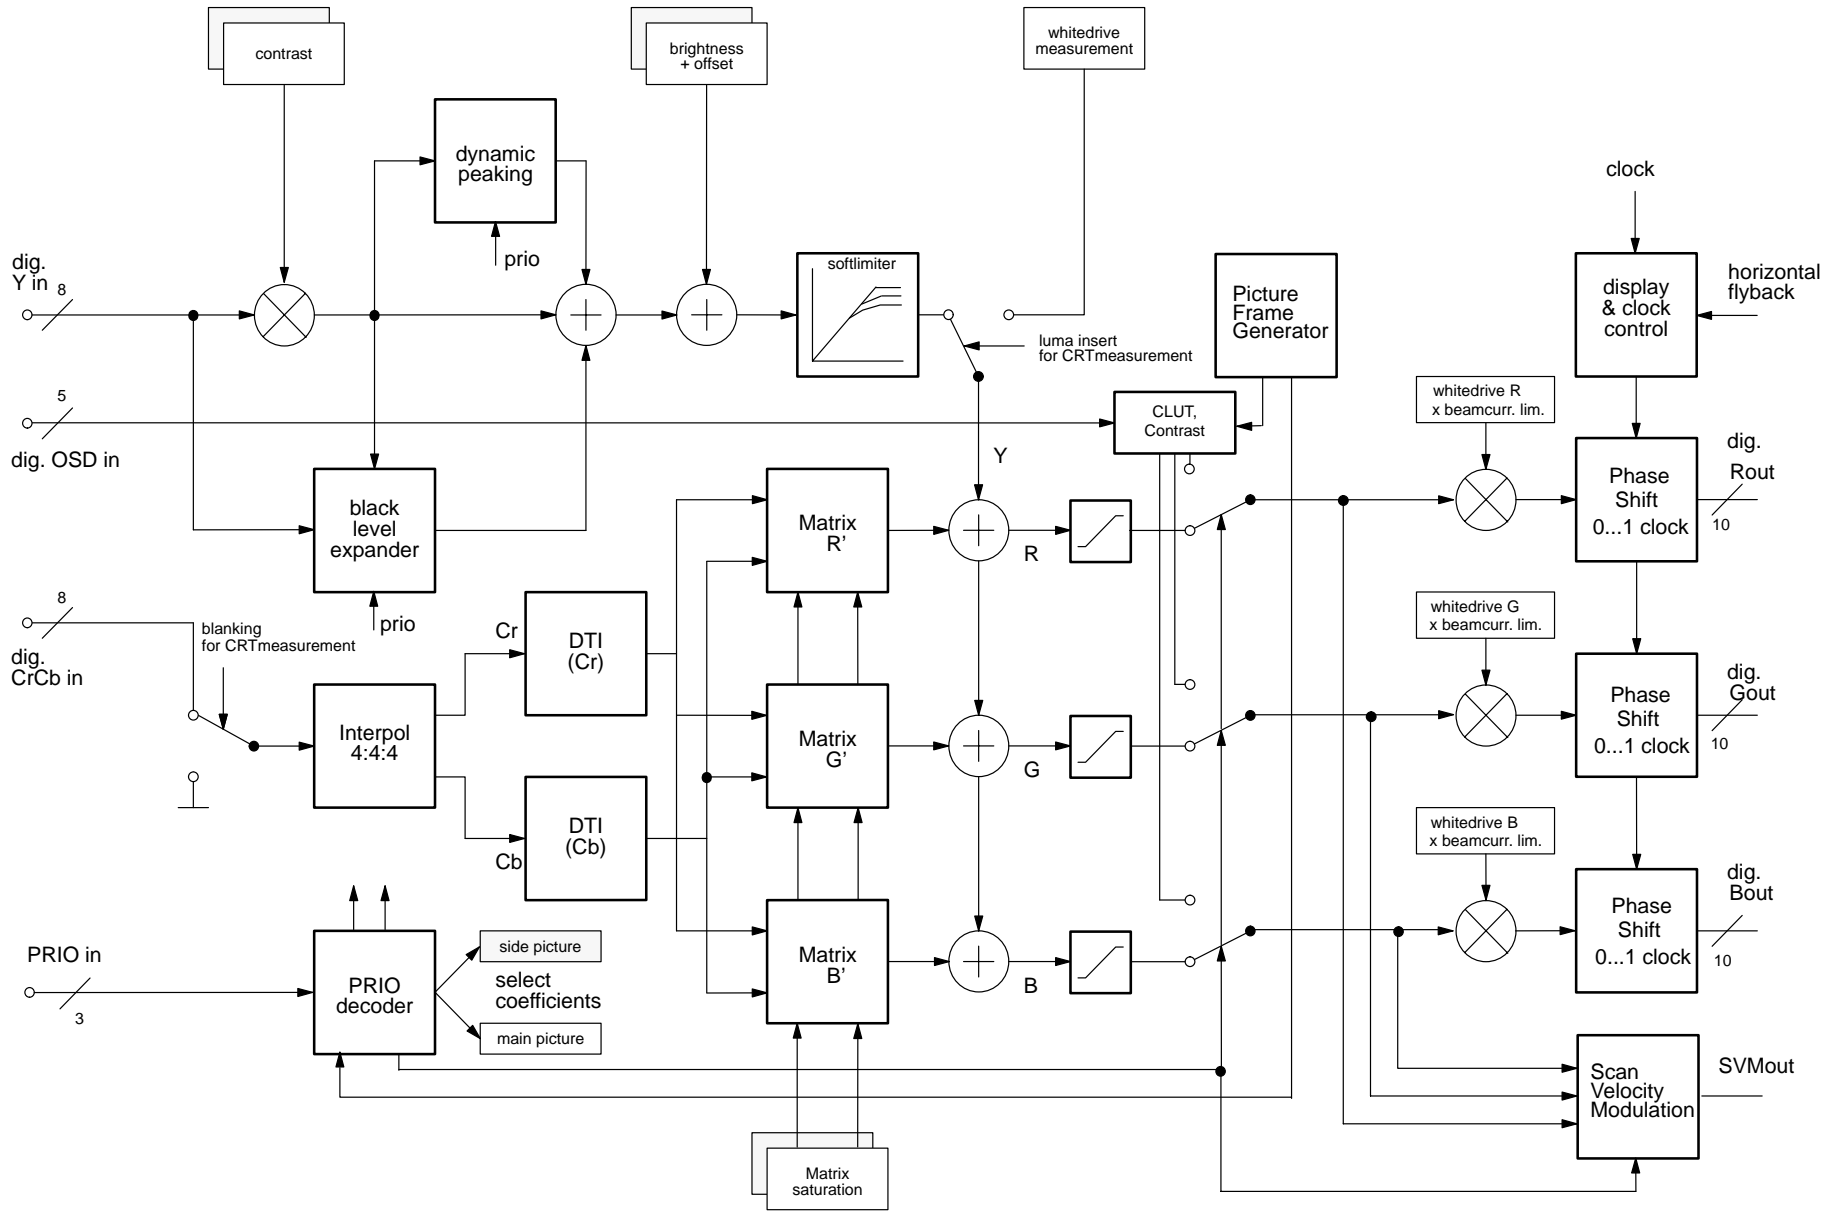 contrast
brightness
+ offset
whitedrive
measurement
dynamic
peaking
prio
clock
dig.
Y in
8
softlimiter
Picture
Frame
Generator
display
& clock
control
horizontal
flyback
luma insert
for CRTmeasurement
5
dig. OSD in
CLUT,
Contrast
whitedrive R
x beamcurr. lim.
Y
black
level
expander
prio
Matrix
R’
R
Phase
Shift
0...1 clock
dig.
Rout
10
8
dig.
CrCb in
blanking
for CRTmeasurement
Interpol
4:4:4
Cr
DTI
(Cr)
Cb
DTI
(Cb)
Matrix
G’
G
whitedrive G
x beamcurr. lim.
Phase
Shift
0...1 clock
dig.
Gout
10
whitedrive B
x beamcurr. lim.
Matrix
B’
B
Phase
Shift
0...1 clock
dig.
Bout
10
PRIO in
3
PRIO
decoder
side picture
select
coefficients
main picture
Scan
Velocity
Modulation
SVMout
Matrix
saturation